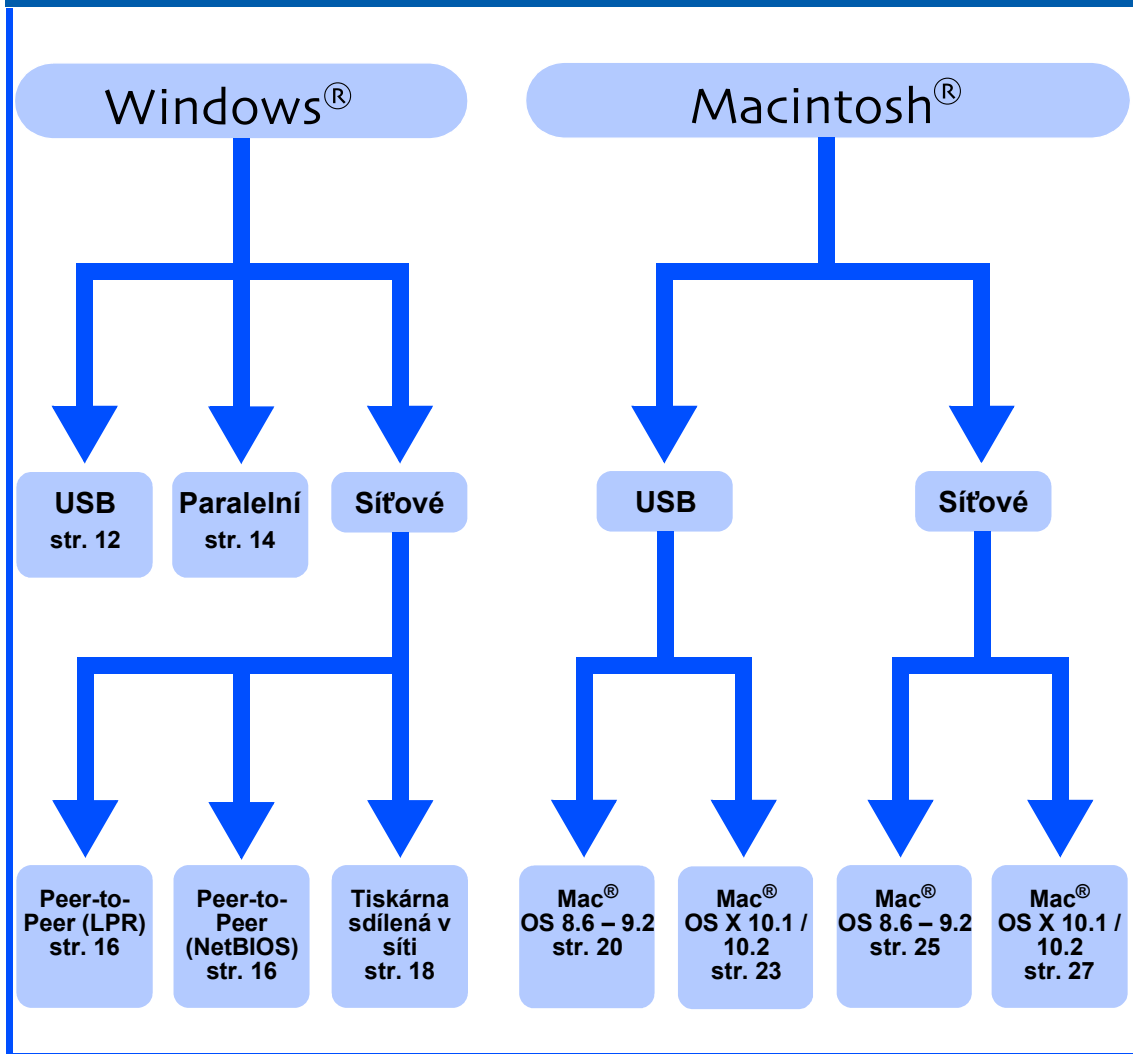 Windows®
Macintosh®
USB
str. 12
Paralelní
str. 14
Síťové
USB
Síťové
Peer-to-
Peer (LPR)
str. 16
Peer-to-
Peer
(NetBIOS)
str. 16
Tiskárna
sdílená v
síti
str. 18
Mac®
OS 8.6 – 9.2
str. 20
Mac®
OS X 10.1 /
10.2
str. 23
Mac®
OS 8.6 – 9.2
str. 25
Mac®
OS X 10.1 /
10.2
str. 27